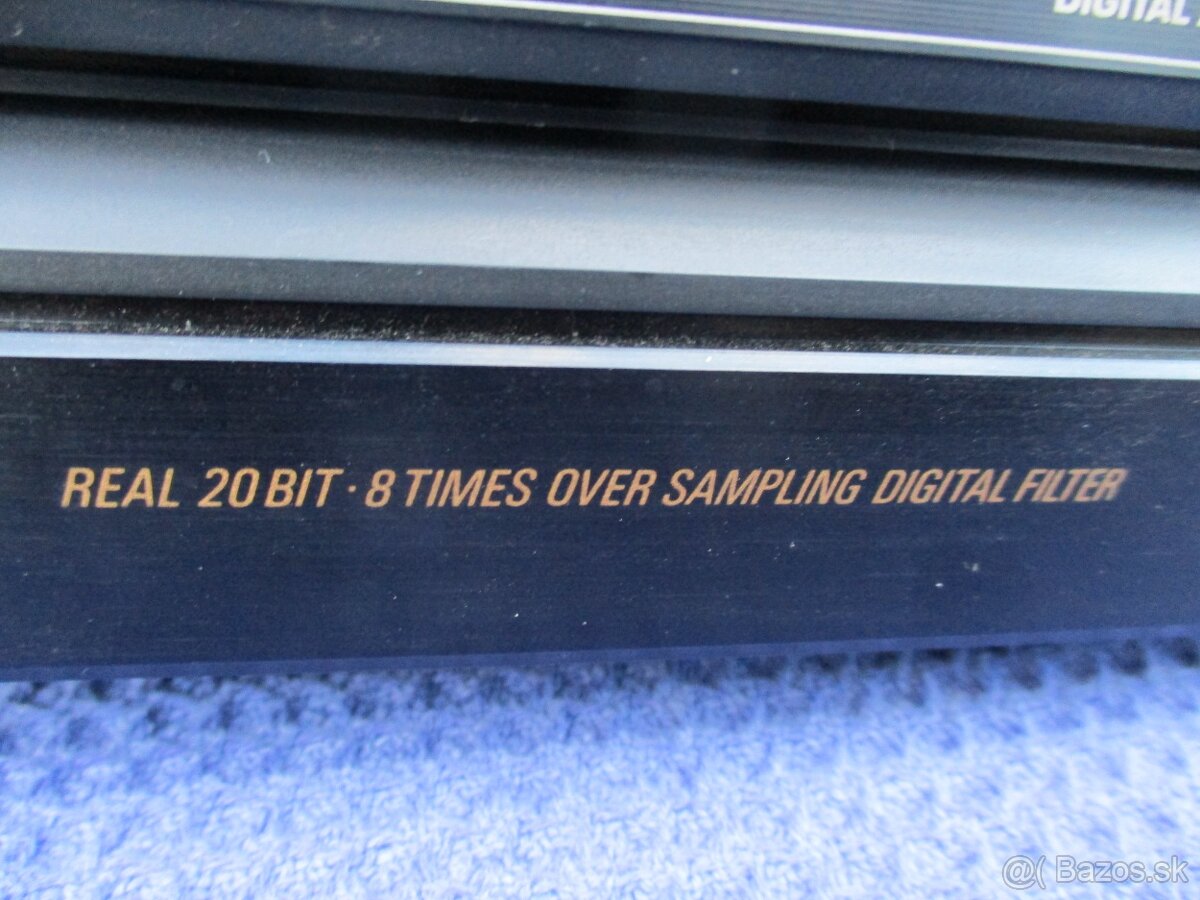 DIGITAL
REAL 20 BIT · 8 TIMES OVER SAMPLING DIGITAL FILTER
@( Bazos.sk